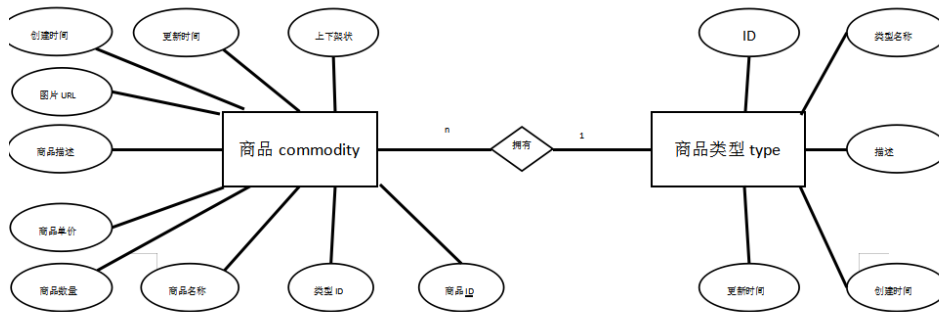 创建时间
更新时间
上下架状
ID
类型名称
图片 URL
商品描述
商品 commodity
n
拥有
1
商品类型 type
描述
商品单价
商品数量
商品名称
类型 ID
商品 ID
更新时间
创建时间